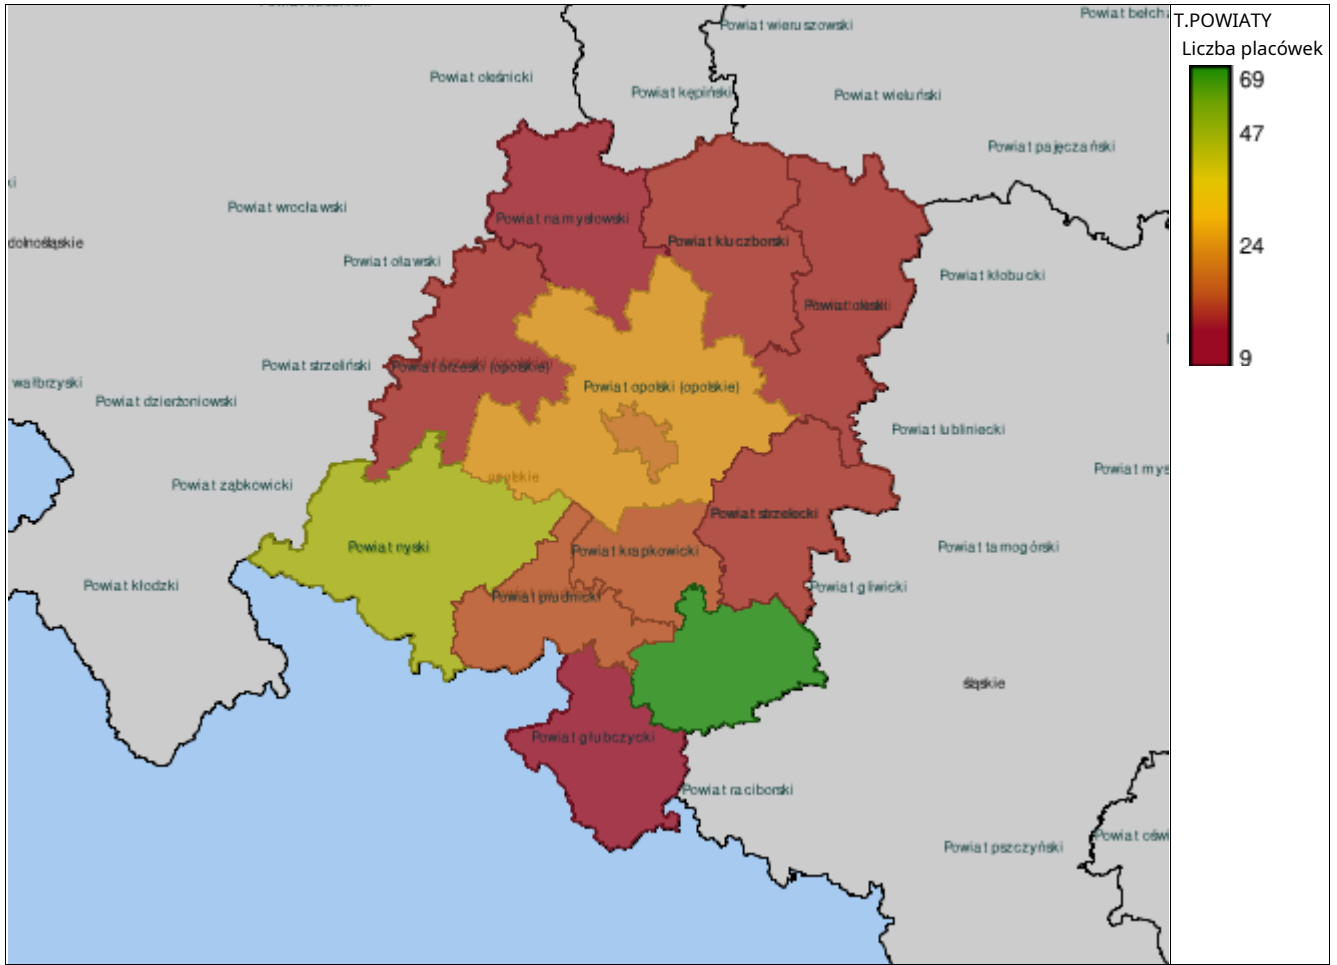 T.POWIATY
Liczba placówek
69
47
24
9
Powiat wieruszowski
Powiat bełch
Powiat oleśnicki
Powiat kępiński
Powiat wieluński
Powiat pajęczański
Powiat wrocławski
Powiat namysłowski
dolnośląskie
Powiat kluczborski
Powiat oławski
Powiat kłobucki
Powiat oleski
Powiat strzeliński
Powiat brzeski (opolskie)
wałbrzyski
Powiat opolski (opolskie)
Powiat dzierżoniowski
Powiat lubliniecki
Powiat mys
opolskie
Powiat ząbkowicki
Powiat strzelecki
Powiat nyski
Powiat krapkowicki
Powiat tarnogórski
Powiat kłodzki
Powiat gliwicki
Powiat prudnicki
śląskie
Powiat głubczycki
Powiat raciborski
Powiat oświ
Powiat pszczyński